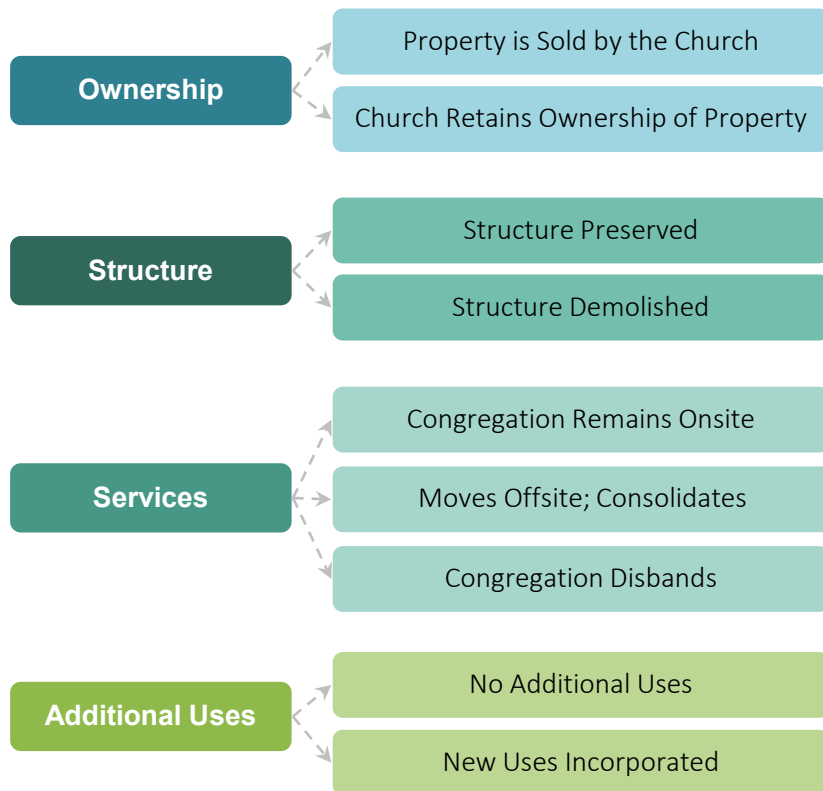 Ownership
Property is Sold by the Church
Church Retains Ownership of Property
Structure
Structure Preserved
Structure Demolished
Services
Congregation Remains Onsite
Moves Offsite; Consolidates
Congregation Disbands
Additional Uses
No Additional Uses
New Uses Incorporated